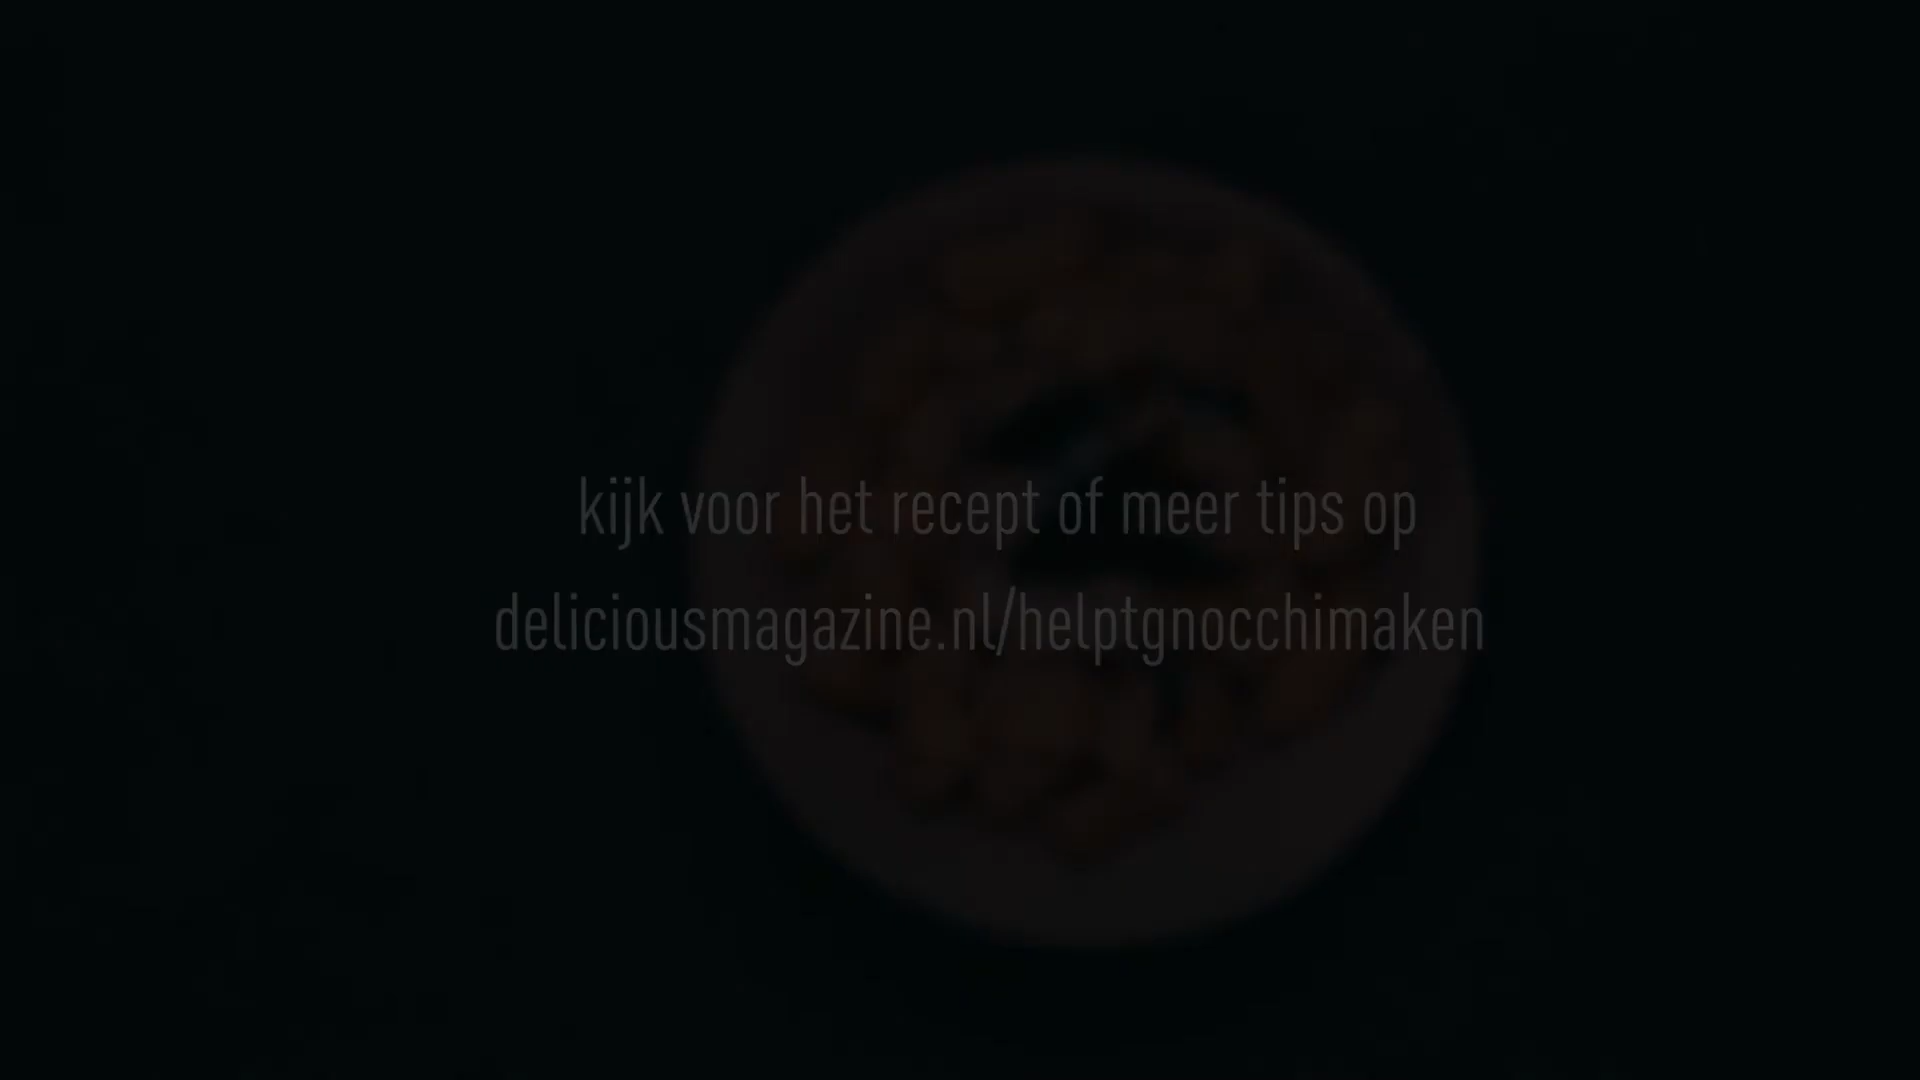 kijk voor het recept of meer tips op
deliciousmagazine.nl/helptgnocchimaken